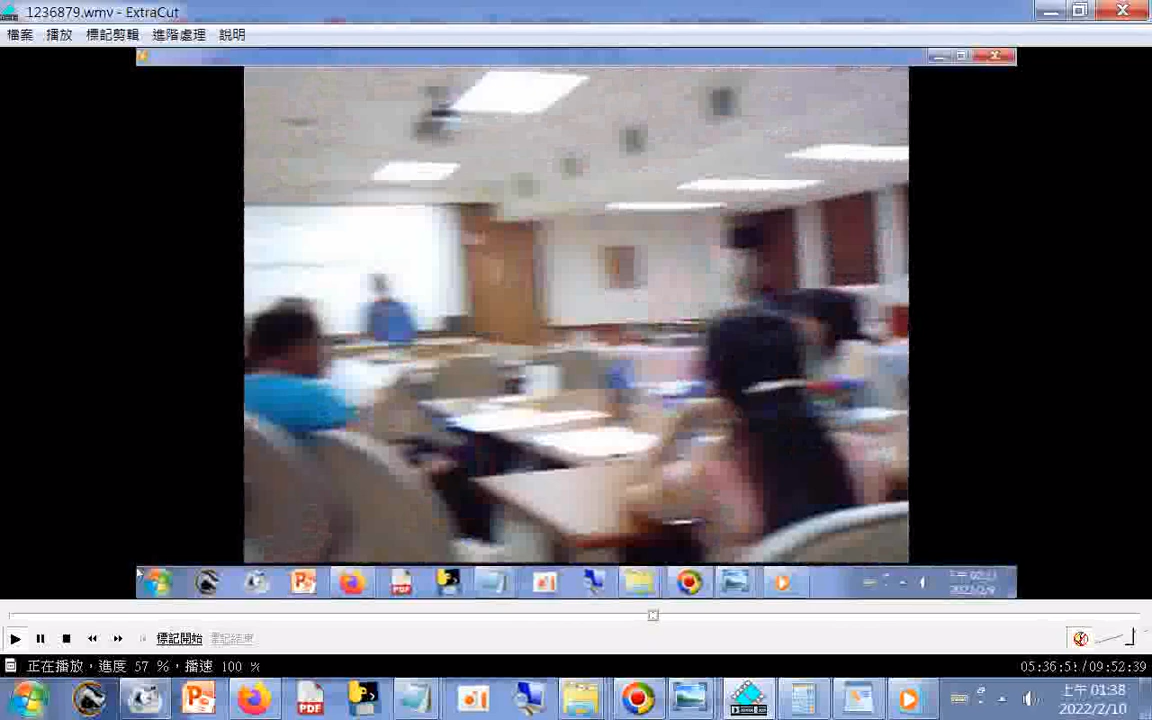 1236879.wmv - ExtraCut
檔案 播放 標記剪輯 進階處理 說明
標記開始 標記結束
正在播放，進度 57 %，播速 100 %
05:36:51/09:52:39
上午 01:38
2022/2/10